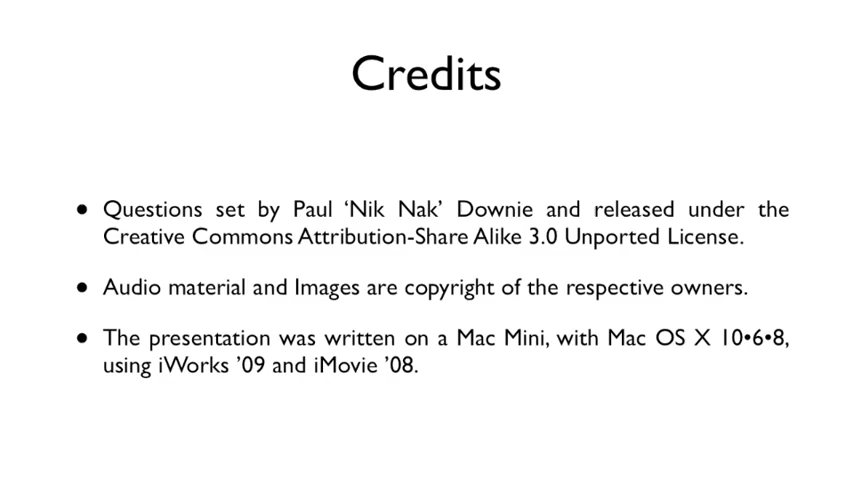 Credits
• Questions set by Paul ‘Nik Nak’ Downie and released under the
Creative Commons Attribution-Share Alike 3.0 Unported License.
• Audio material and Images are copyright of the respective owners.
• The presentation was written on a Mac Mini, with Mac OS X 10•6•8,
using iWorks ’09 and iMovie ’08.